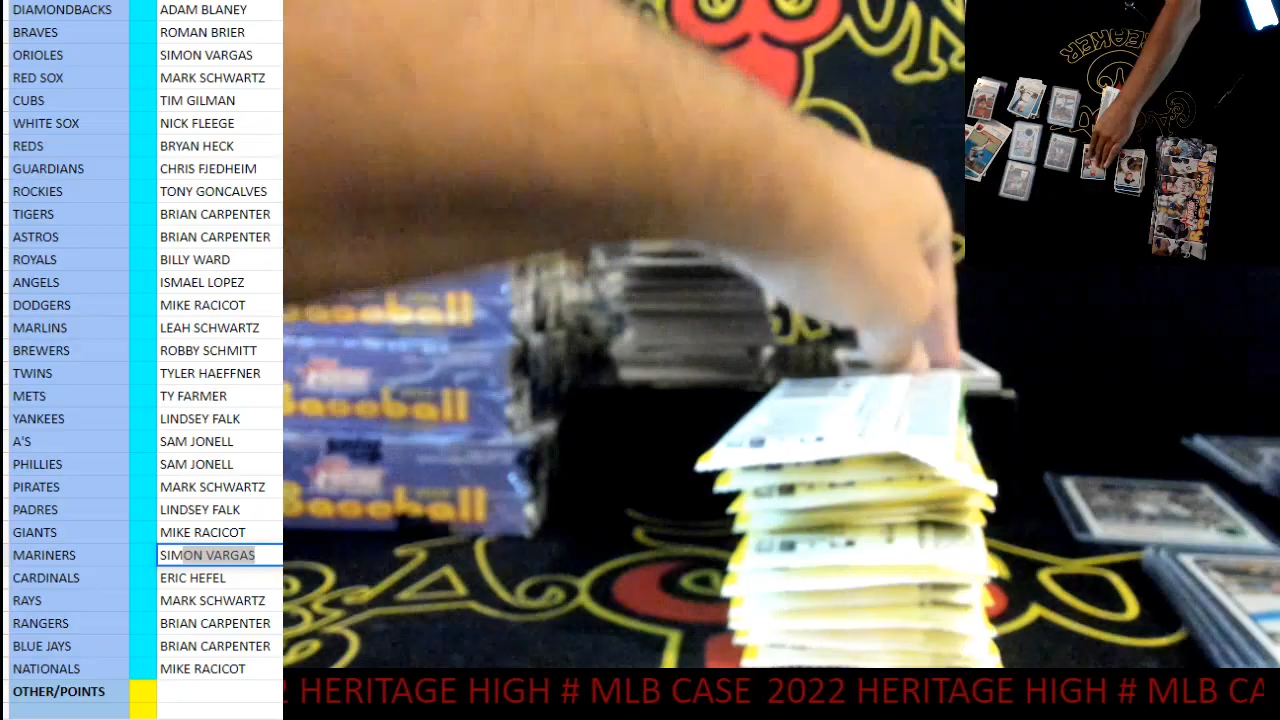 DIAMONDBACKS ADAM BLANEY
BRAVES ROMAN BRIER
ORIOLES SIMON VARGAS
RED SOX MARK SCHWARTZ
CUBS TIM GILMAN
WHITE SOX NICK FLEEGE
REDS BRYAN HECK
GUARDIANS CHRIS FJEDHEIM
ROCKIES TONY GONCALVES
TIGERS BRIAN CARPENTER
ASTROS BRIAN CARPENTER
ROYALS BILLY WARD
ANGELS ISMAEL LOPEZ
DODGERS MIKE RACICOT
MARLINS LEAH SCHWARTZ
BREWERS ROBBY SCHMITT
TWINS TYLER HAEFFNER
METS TY FARMER
YANKEES LINDSEY FALK
A'S SAM JONELL
PHILLIES SAM JONELL
PIRATES MARK SCHWARTZ
PADRES LINDSEY FALK
GIANTS MIKE RACICOT
MARINERS SIMON VARGAS
CARDINALS ERIC HEFEL
RAYS MARK SCHWARTZ
RANGERS BRIAN CARPENTER
BLUE JAYS BRIAN CARPENTER
NATIONALS MIKE RACICOT
OTHER/POINTS
Baseball
Baseball
Baseball
HERITAGE HIGH # MLB CASE 2022 HERITAGE HIGH # MLB CA